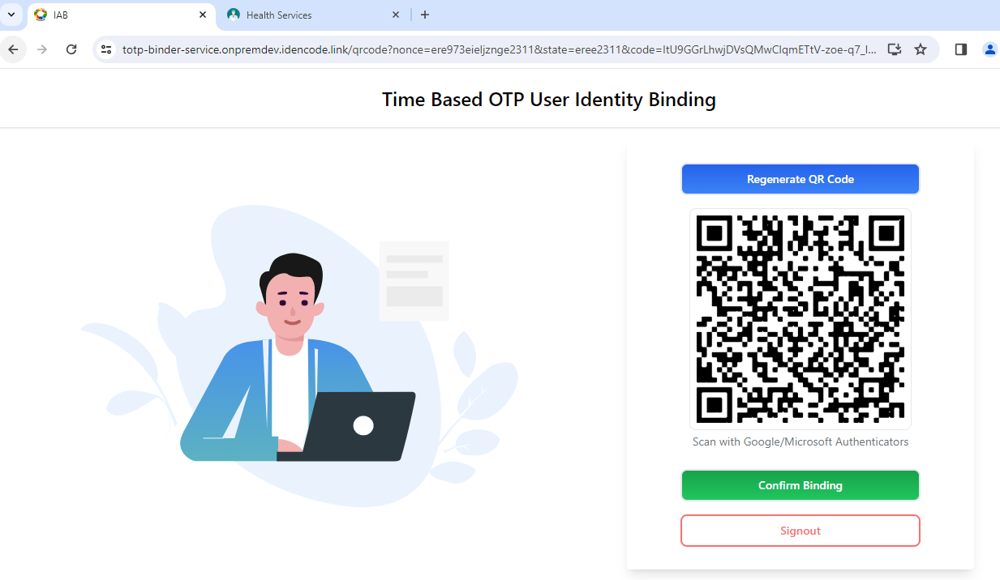 IAB
Health Services
totp-binder-service.onpremdev.idencode.link/qrcode?nonce=ere973eieljznge2311&state=eree2311&code=ItU9GGrLhwjDVsQMwClqmETtV-zoe-q7_l...
Time Based OTP User Identity Binding
Regenerate QR Code
Scan with Google/Microsoft Authenticators
Confirm Binding
Signout